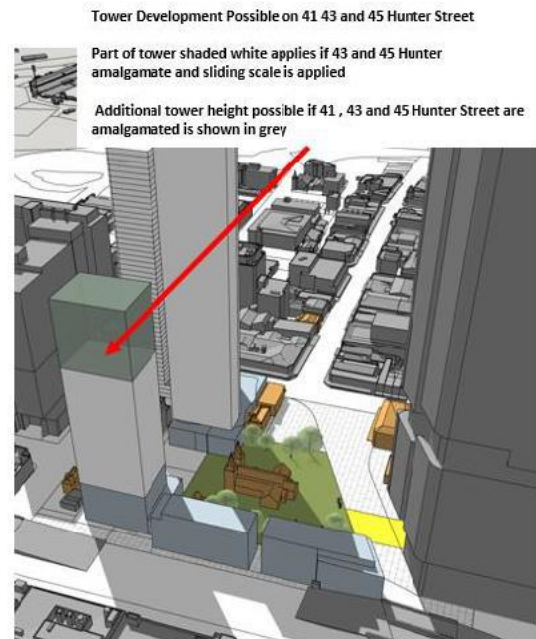 Tower Development Possible on 41 43 and 45 Hunter Street
Part of tower shaded white applies if 43 and 45 Hunter
amalgamate and sliding scale is applied
Additional tower height possible if 41 , 43 and 45 Hunter Street are
amalgamated is shown in grey